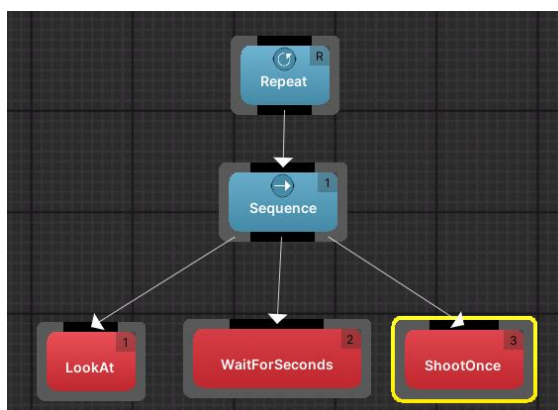 R
Repeat
1
Sequence
1
LookAt
2
WaitForSeconds
3
ShootOnce